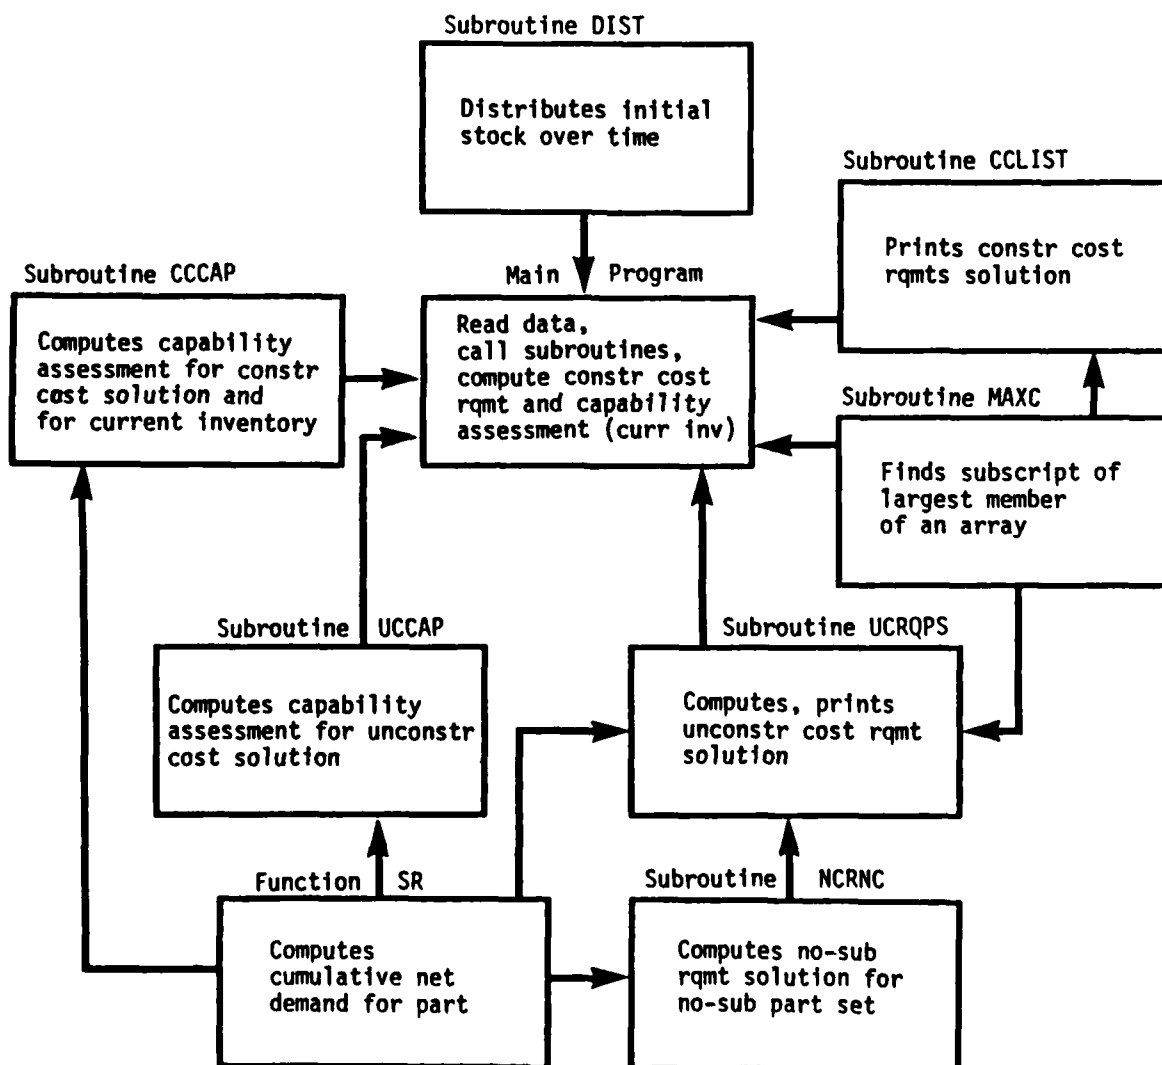 Subroutine DIST
Distributes initial
stock over time
Subroutine CCLIST
Prints constr cost
rqmts solution
Subroutine CCCAP
Computes capability
assessment for constr
cost solution and
for current inventory
Main Program
Read data,
call subroutines,
compute constr cost
rqmt and capability
assessment (curr inv)
Subroutine MAXC
Finds subscript of
largest member
of an array
Subroutine UCCAP
Computes capability
assessment for unconstr
cost solution
Subroutine UCRQPS
Computes, prints
unconstr cost rqmt
solution
Function SR
Computes
cumulative net
demand for part
Subroutine NCRNC
Computes no-sub
rqmt solution for
no-sub part set